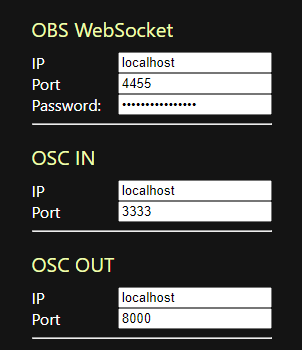 OBS WebSocket
IP localhost
Port 4455
Password: ••••••••••••••••
OSC IN
IP localhost
Port 3333
OSC OUT
IP localhost
Port 8000